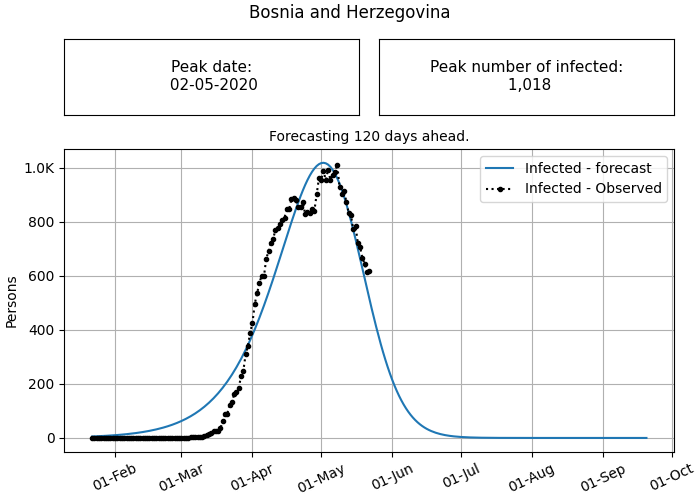 Bosnia and Herzegovina
Peak date:
02-05-2020
Peak number of infected:
1,018
Forecasting 120 days ahead.
Infected - forecast
Infected - Observed
Persons
1.0K
800
600
400
200
0
01-Feb
01-Mar
01-Apr
01-May
01-Jun
01-Jul
01-Aug
01-Sep
01-Oct